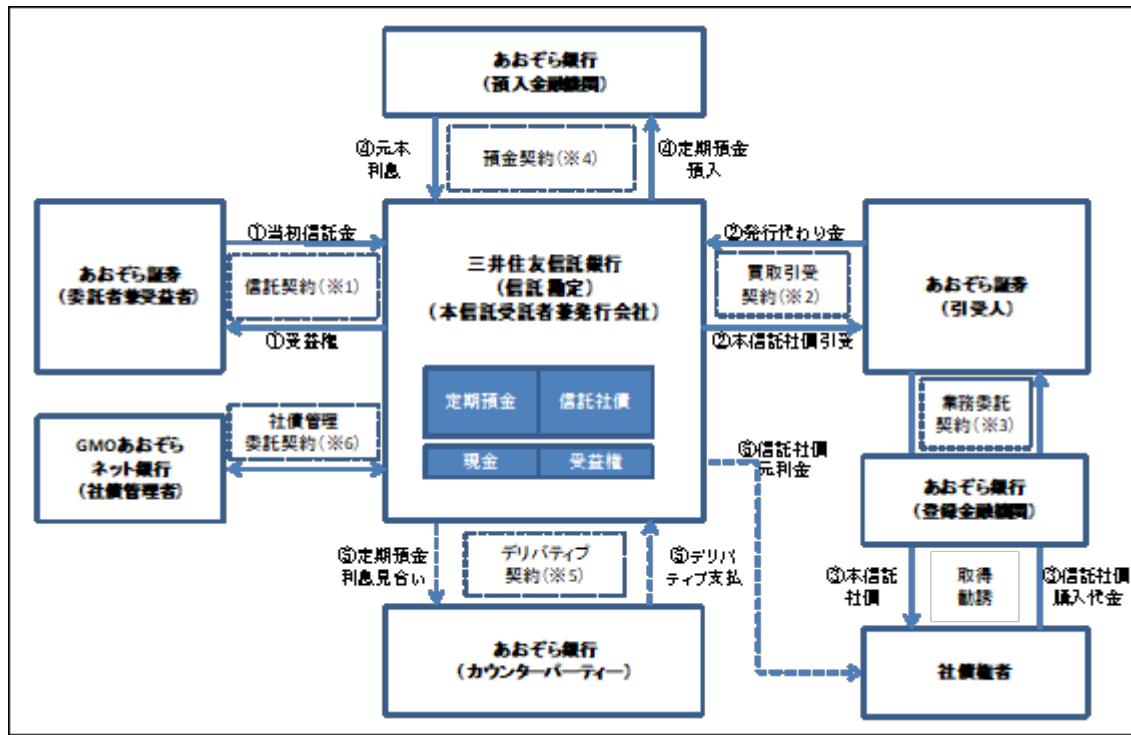 あおぞら銀行
(預入金融機関)
④元本
利息
預金契約(※4)
④定期預金
預入
あおぞら証券
(委託者兼受益者)
①当初信託金
信託契約(※1)
①受益権
三井住友信託銀行
(信託勘定)
(本信託受託者兼発行会社)
定期預金
信託社債
現金
受益権
②発行代わり金
買取引受
契約(※2)
②本信託社債引受
あおぞら証券
(引受人)
GMOあおぞら
ネット銀行
(社債管理者)
社債管理
委託契約(※6)
業務委託
契約(※3)
⑥信託社債
元利金
あおぞら銀行
(登録金融機関)
⑤定期預金
利息見合い
デリバティブ
契約(※5)
⑤デリバ
ティブ支払
③本信託
社債
取得
勧誘
③信託社債
購入代金
あおぞら銀行
(カウンターパーティー)
社債権者